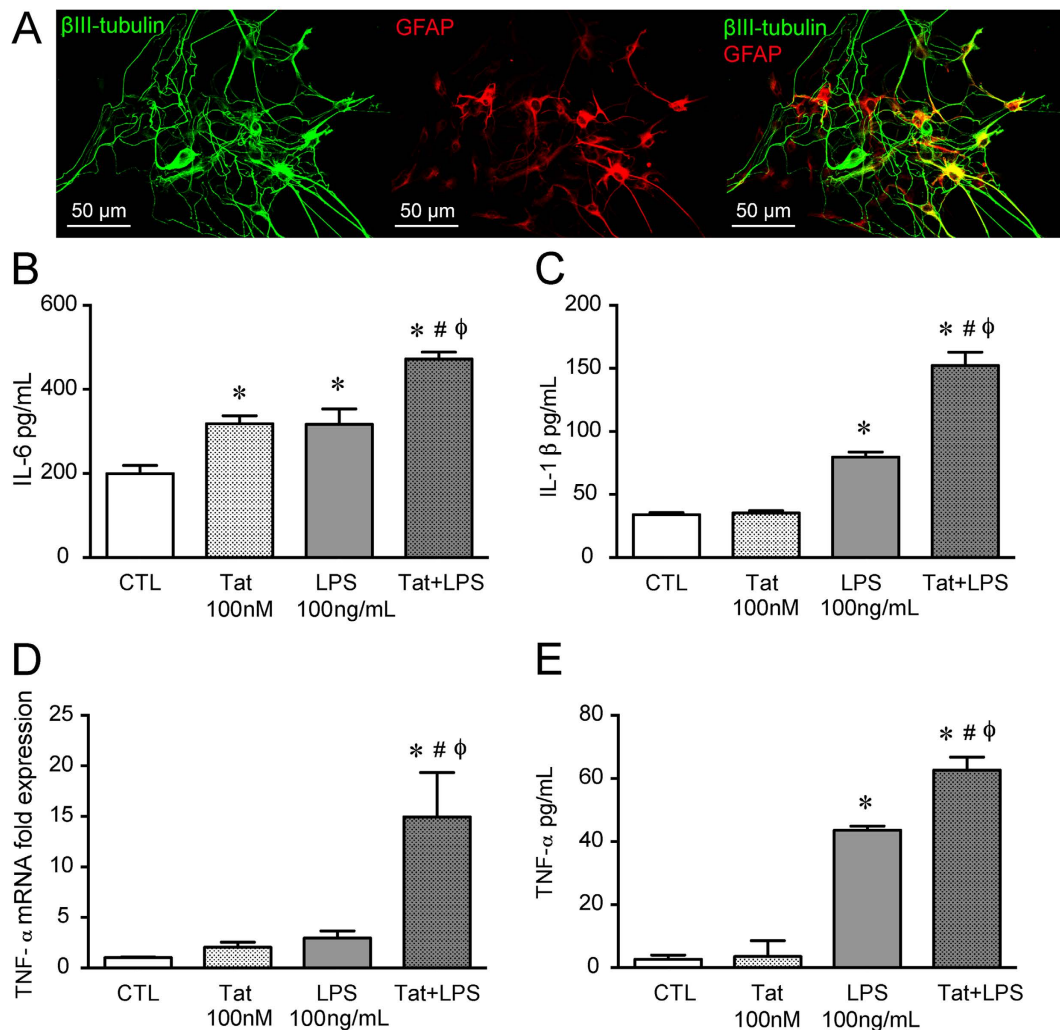 A
βIII-tubulin
GFAP
βIII-tubulin
GFAP
50 μm
50 μm
50 μm
B
IL-6 pg/mL
600
400
200
0
*
*
* # ϕ
CTL
Tat
100nM
LPS
100ng/mL
Tat+LPS
C
IL-1 β pg/mL
200
150
100
50
0
*
* # ϕ
CTL
Tat
100nM
LPS
100ng/mL
Tat+LPS
D
TNF- α mRNA fold expression
25
20
15
10
5
0
* # ϕ
CTL
Tat
100nM
LPS
100ng/mL
Tat+LPS
E
TNF-α pg/mL
80
60
40
20
0
*
* # ϕ
CTL
Tat
100nM
LPS
100ng/mL
Tat+LPS